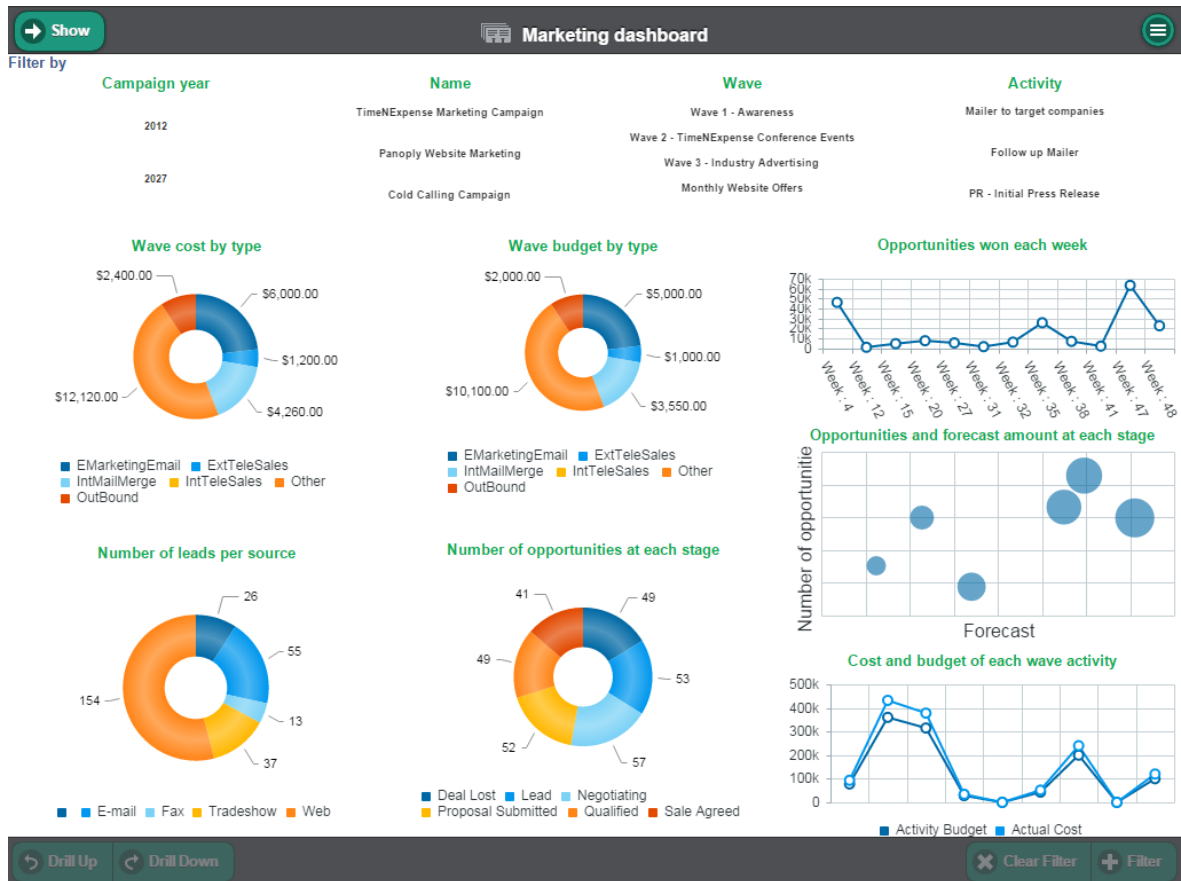 Show
Marketing dashboard
Filter by
Campaign year
2012
2027
Name
TimeNExpense Marketing Campaign
Panoply Website Marketing
Cold Calling Campaign
Wave
Wave 1 - Awareness
Wave 2 - TimeNExpense Conference Events
Wave 3 - Industry Advertising
Monthly Website Offers
Activity
Mailer to target companies
Follow up Mailer
PR - Initial Press Release
Wave cost by type
$2,400.00
$6,000.00
$1,200.00
$12,120.00
$4,260.00
EMarketingEmail ExtTeleSales
IntMailMerge IntTeleSales Other
OutBound
Wave budget by type
$2,000.00
$5,000.00
$1,000.00
$10,100.00
$3,550.00
EMarketingEmail ExtTeleSales
IntMailMerge IntTeleSales Other
OutBound
Opportunities won each week
70k
60k
50k
40k
30k
20k
10k
0
Week : 4
Week : 12
Week : 15
Week : 20
Week : 27
Week : 31
Week : 32
Week : 35
Week : 38
Week : 41
Week : 47
Week : 48
Opportunities and forecast amount at each stage
Number of opportunitie
Forecast
Number of leads per source
26
55
154
13
37
E-mail Fax Tradeshow Web
Number of opportunities at each stage
41
49
49
53
52
57
Deal Lost Lead Negotiating
Proposal Submitted Qualified Sale Agreed
Cost and budget of each wave activity
500k
400k
300k
200k
100k
0
Activity Budget Actual Cost
Drill Up Drill Down
Clear Filter Filter